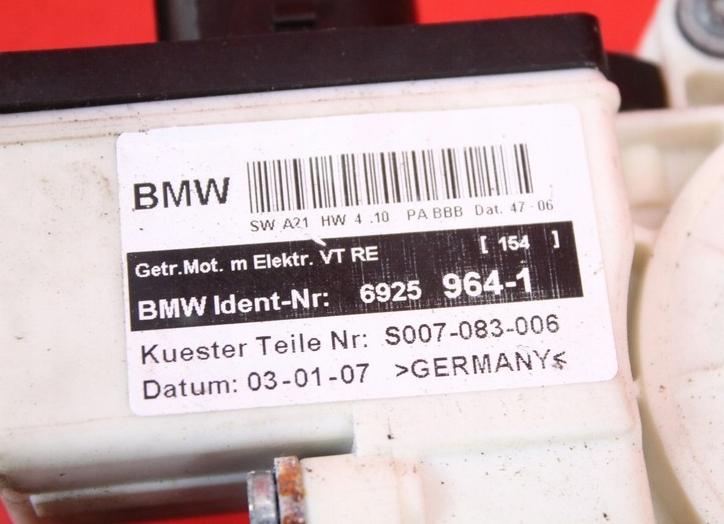 BMW
SW A21 HW 4 .10 PA BBB Dat. 47-06
Getr.Mot. m Elektr. VT RE [ 154 ]
BMW Ident-Nr: 6925 964-1
Kuester Teile Nr: S007-083-006
Datum: 03-01-07 >GERMANY<